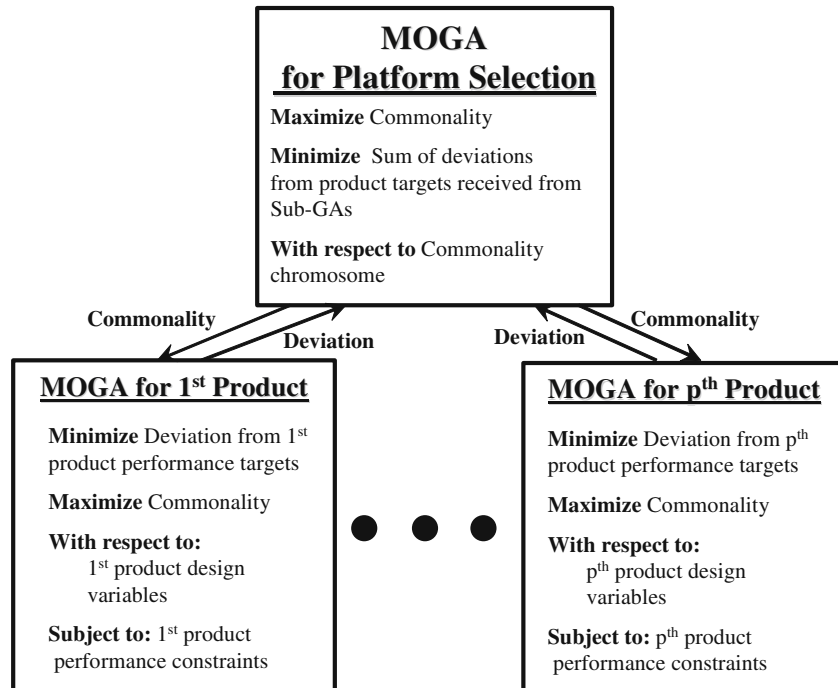 MOGA
for Platform Selection
Maximize Commonality
Minimize Sum of deviations
from product targets received from
Sub-GAs
With respect to Commonality
chromosome
Commonality
Deviation
Deviation
Commonality
MOGA for 1st Product
Minimize Deviation from 1st
product performance targets
Maximize Commonality
With respect to:
1st product design
variables
Subject to: 1st product
performance constraints
MOGA for pth Product
Minimize Deviation from pth
product performance targets
Maximize Commonality
With respect to:
pth product design
variables
Subject to: pth product
performance constraints